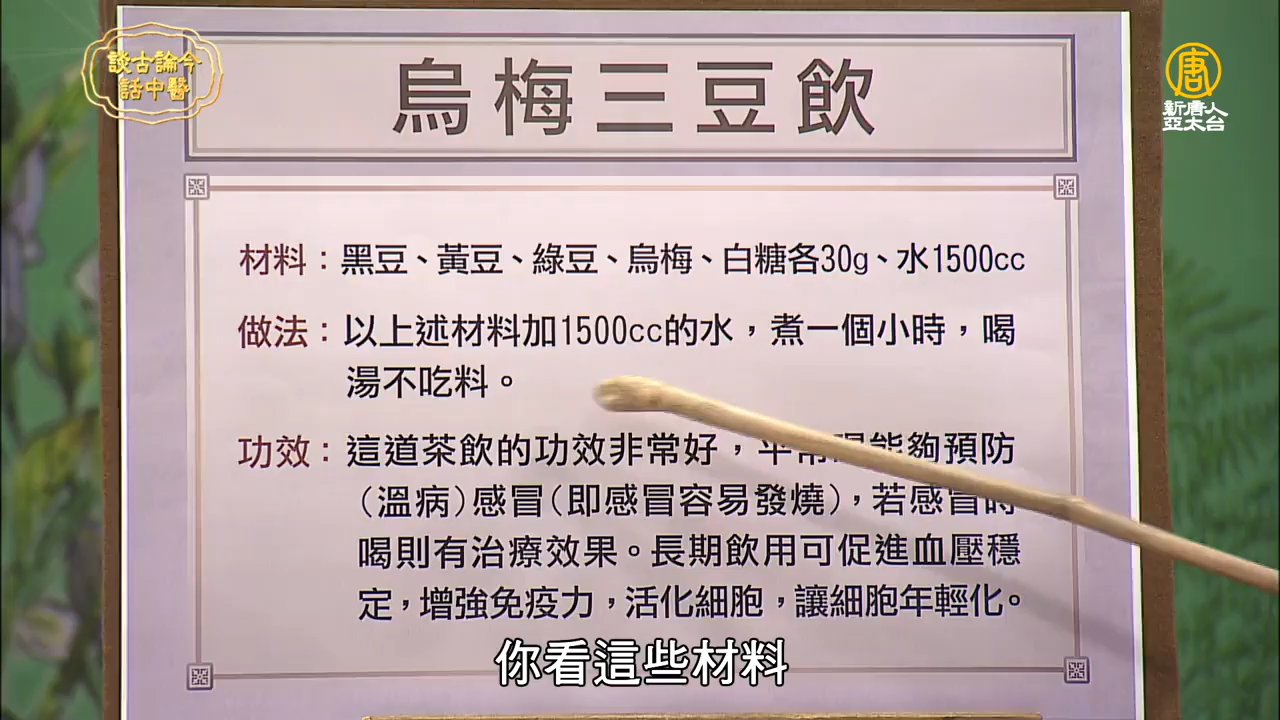 談古論今
話中醫
唐
新唐人
亞太台
烏梅三豆飲
材料：黑豆、黃豆、綠豆、烏梅、白糖各30g、水1500cc
做法：以上述材料加1500cc的水，煮一個小時，喝
湯不吃料。
功效：這道茶飲的功效非常好，平常喝能夠預防
（溫病）感冒（即感冒容易發燒），若感冒時
喝則有治療效果。長期飲用可促進血壓穩
定，增強免疫力，活化細胞，讓細胞年輕化。
你看這些材料